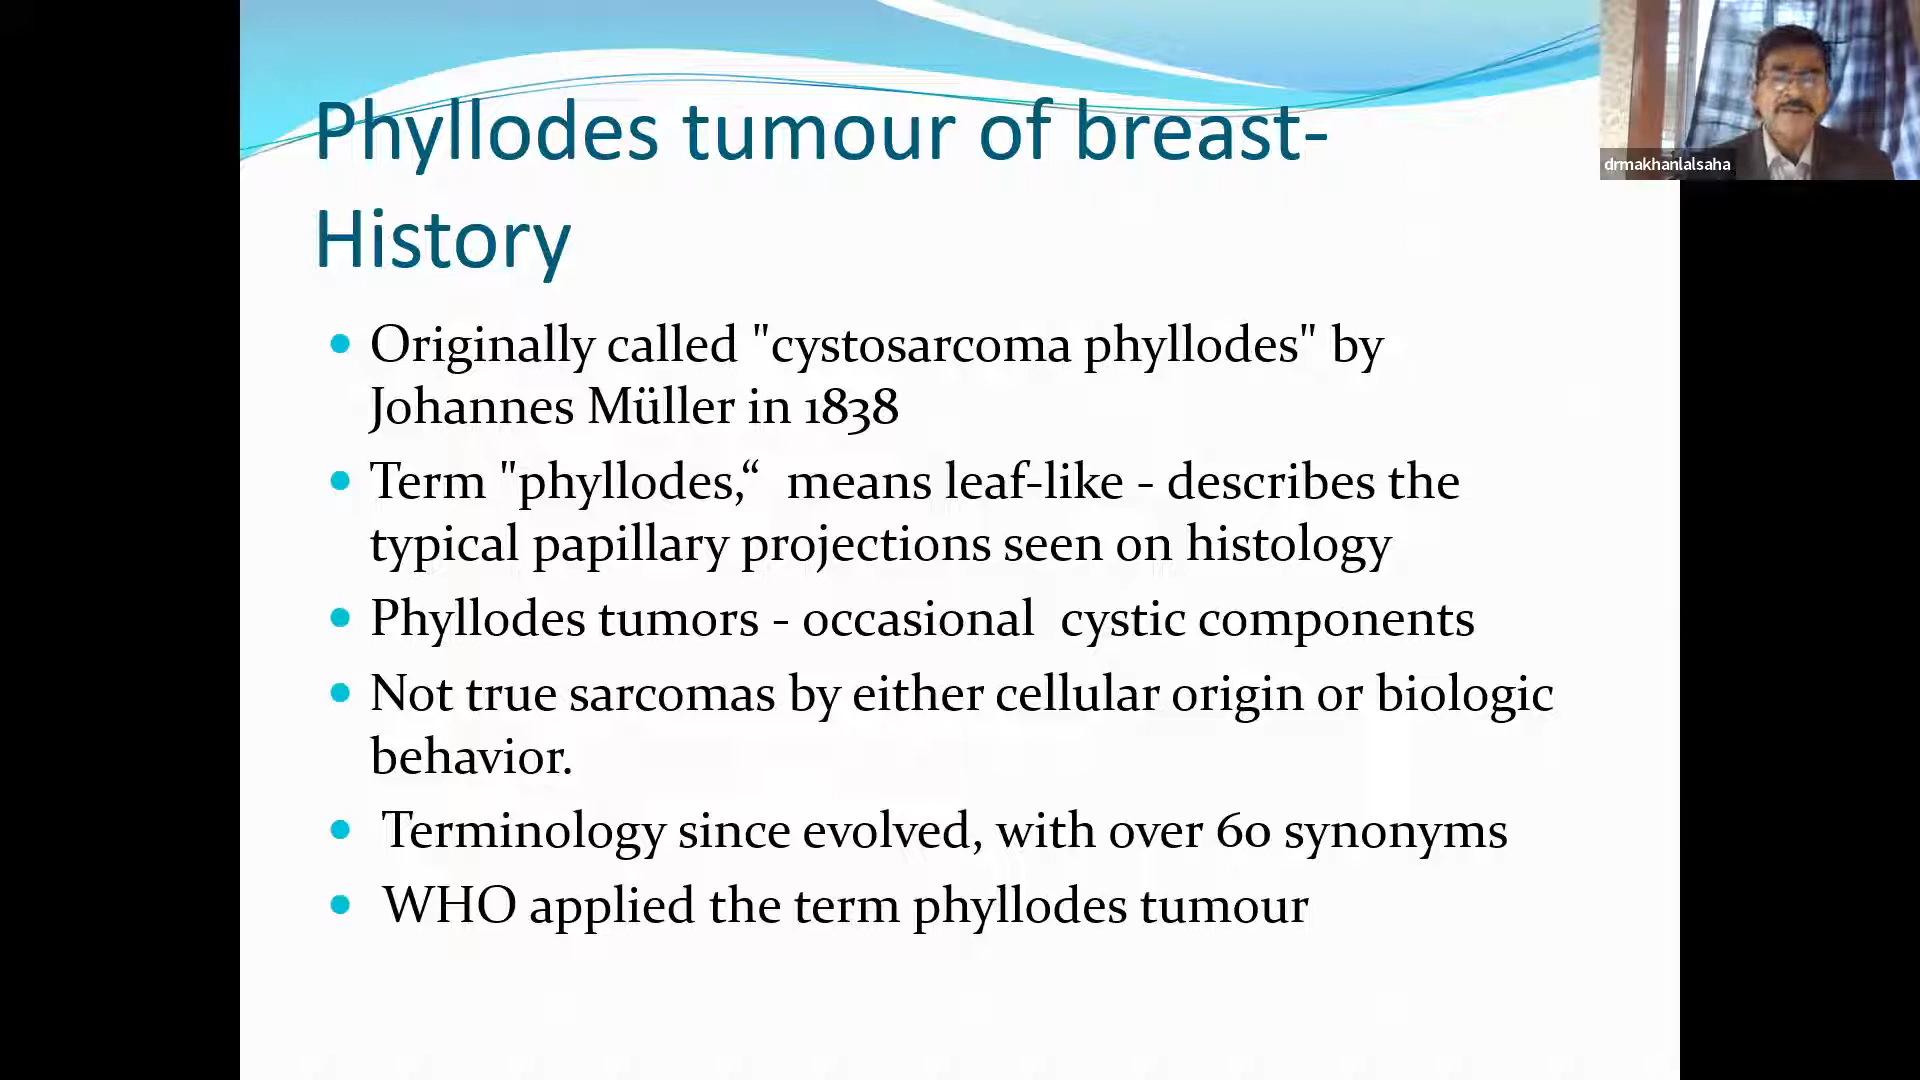 Phyllodes tumour of breast-
History
drmakhanlalsaha
• Originally called "cystosarcoma phyllodes" by
Johannes Müller in 1838
• Term "phyllodes,“ means leaf-like - describes the
typical papillary projections seen on histology
• Phyllodes tumors - occasional cystic components
• Not true sarcomas by either cellular origin or biologic
behavior.
• Terminology since evolved, with over 60 synonyms
• WHO applied the term phyllodes tumour